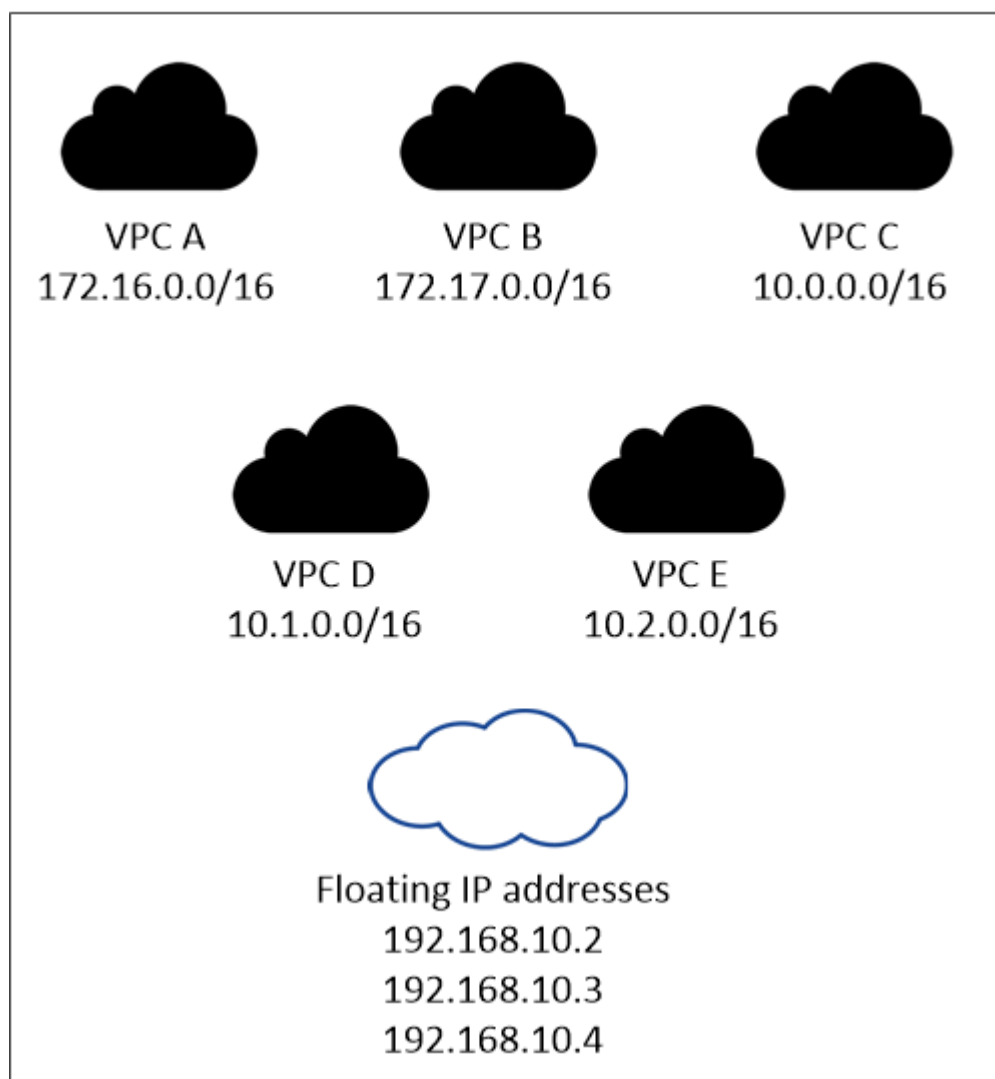 VPC A
172.16.0.0/16
VPC B
172.17.0.0/16
VPC C
10.0.0.0/16
VPC D
10.1.0.0/16
VPC E
10.2.0.0/16
Floating IP addresses
192.168.10.2
192.168.10.3
192.168.10.4